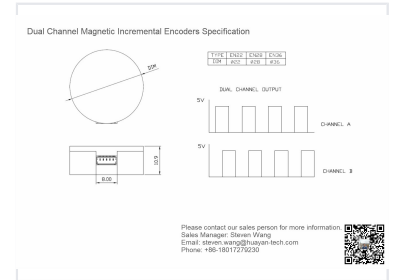 Dual Channel Magnetic Incremental Encoders Specification
TYPE EN22 EN28 EN36
DIM Ø22 Ø28 Ø36
DIM
DUAL CHANNEL OUTPUT
5V
CHANNEL A
5V
CHANNEL B
10.9
8.00
Please contact our sales person for more information.
Sales Manager: Steven Wang
Email: steven.wang@huayan-tech.com
Phone: +86-18017279230